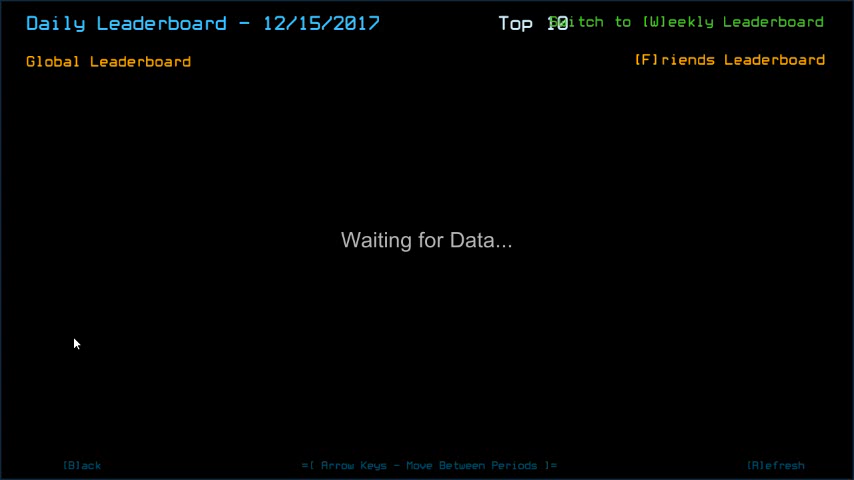 Daily Leaderboard - 12/15/2017
Top 10
Switch to [W]eekly Leaderboard
Global Leaderboard
[F]riends Leaderboard
Waiting for Data...
[B]ack
=[ Arrow Keys - Move Between Periods ]=
[R]efresh